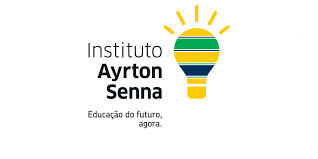 Instituto
Ayrton
Senna
Educação do futuro,
agora.